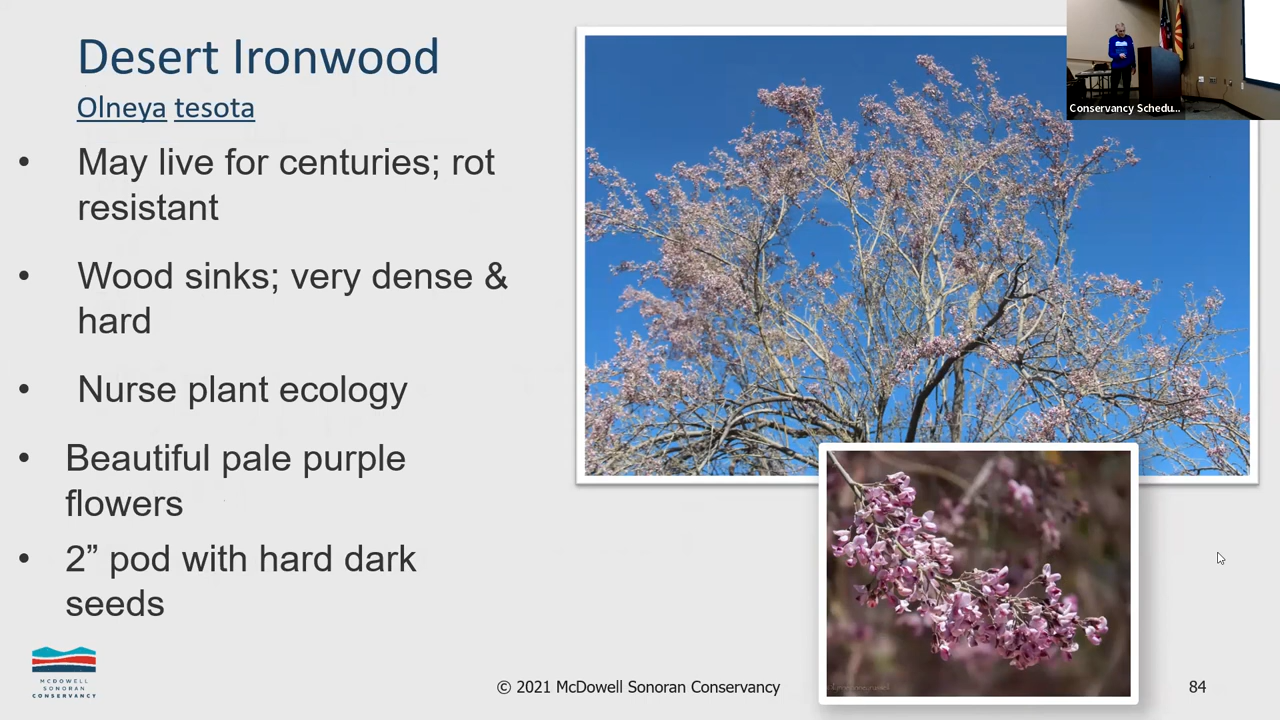 Desert Ironwood
Olneya tesota
• May live for centuries; rot
resistant
• Wood sinks; very dense &
hard
• Nurse plant ecology
• Beautiful pale purple
flowers
• 2” pod with hard dark
seeds
Conservancy Schedu...
MCDOWELL
SONORAN
CONSERVANCY
© 2021 McDowell Sonoran Conservancy
84